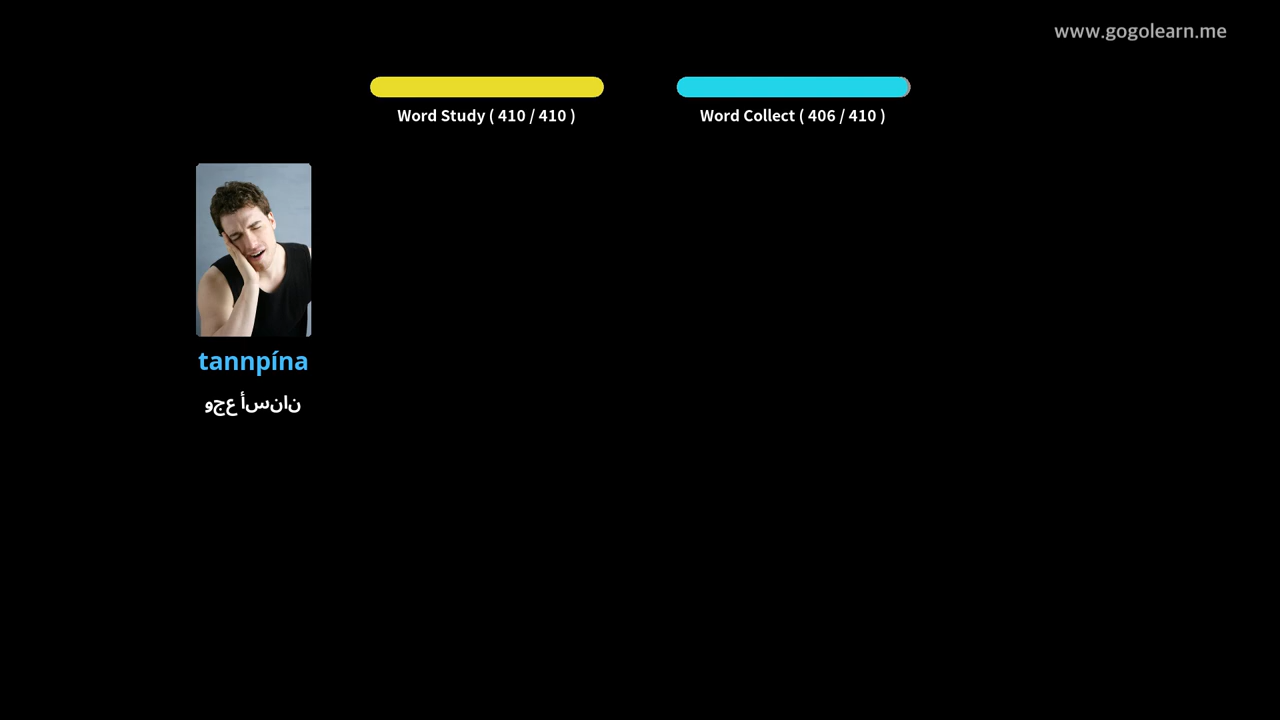 www.gogolearn.me
Word Study ( 410 / 410 )
Word Collect ( 406 / 410 )
tannpína
وجع أسنان